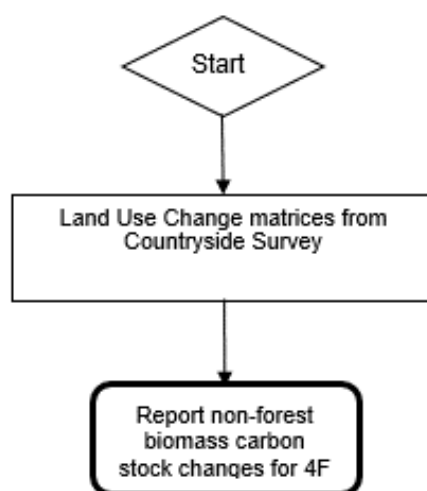 Start
Land Use Change matrices from
Countryside Survey
Report non-forest
biomass carbon
stock changes for 4F